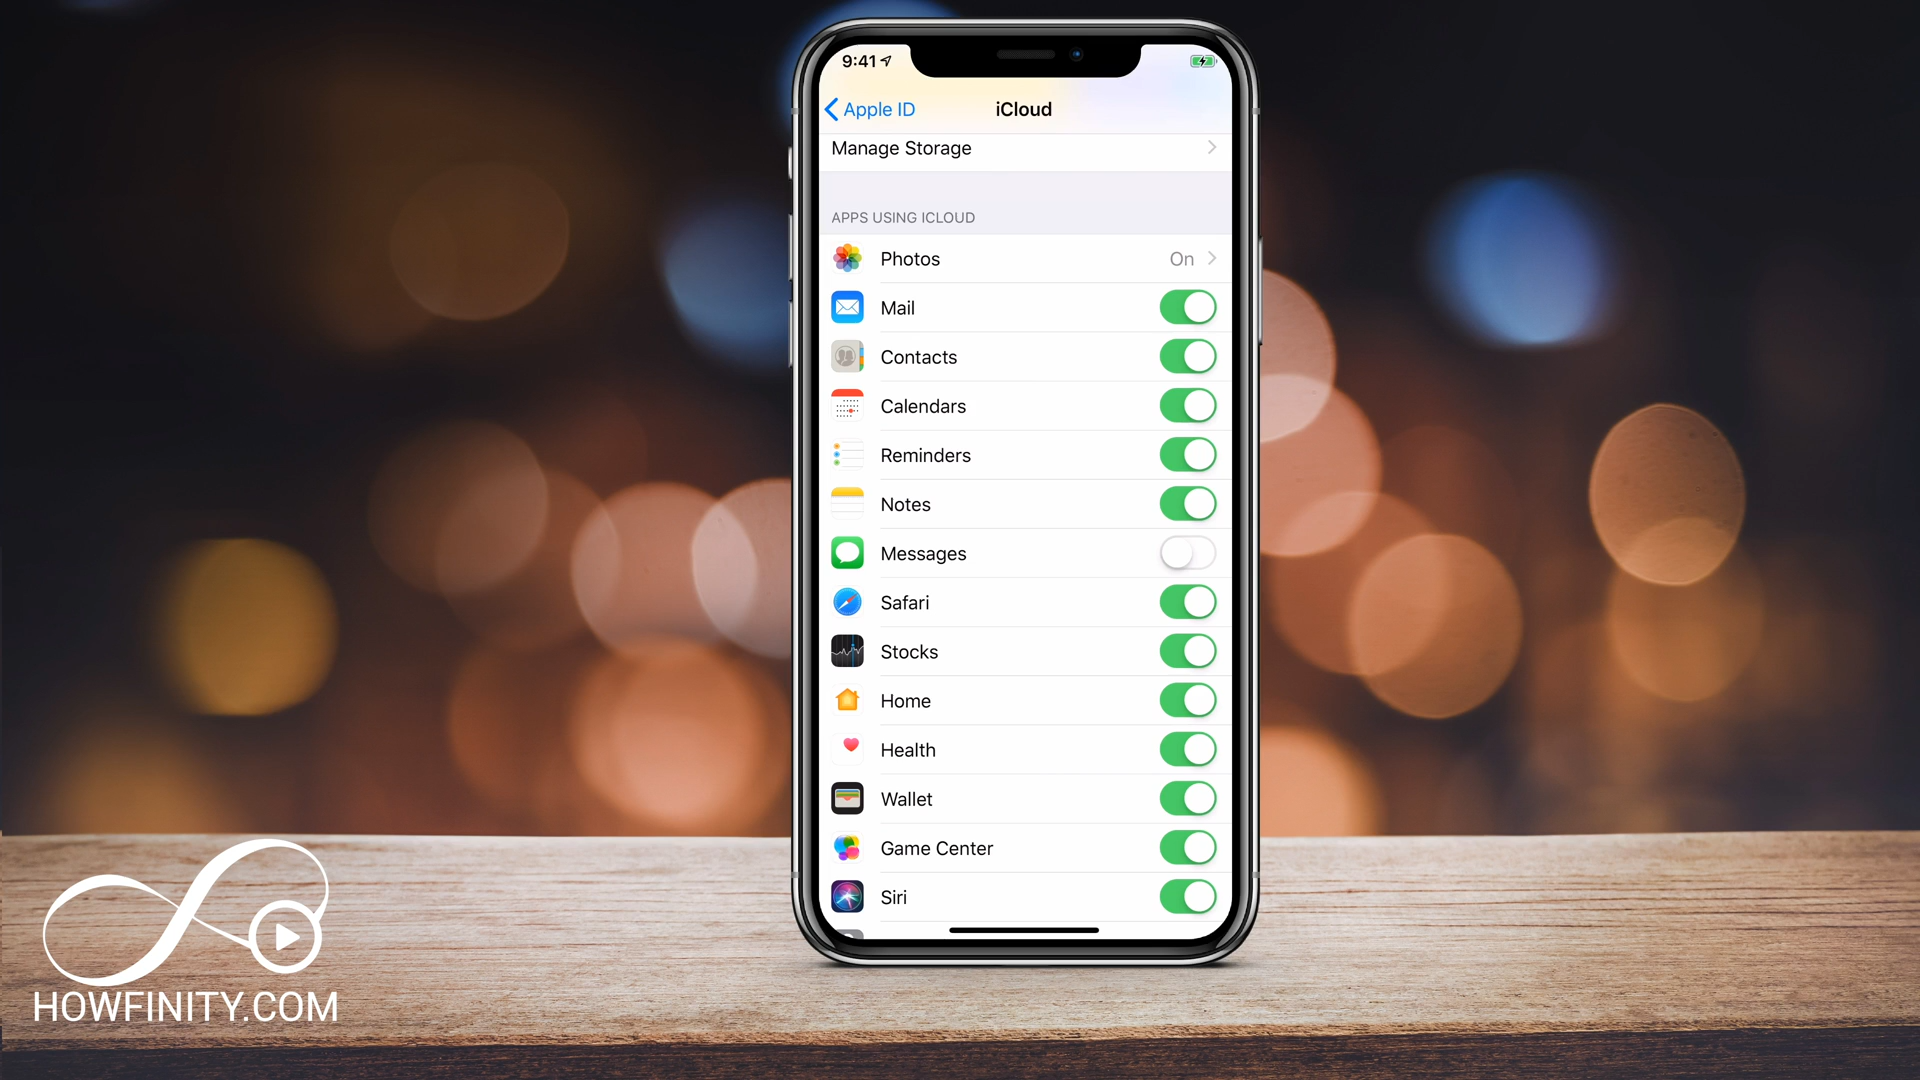 9:41
Apple ID
iCloud
Manage Storage
APPS USING ICLOUD
Photos On
Mail
Contacts
Calendars
Reminders
Notes
Messages
Safari
Stocks
Home
Health
Wallet
Game Center
Siri
HOWFINITY.COM